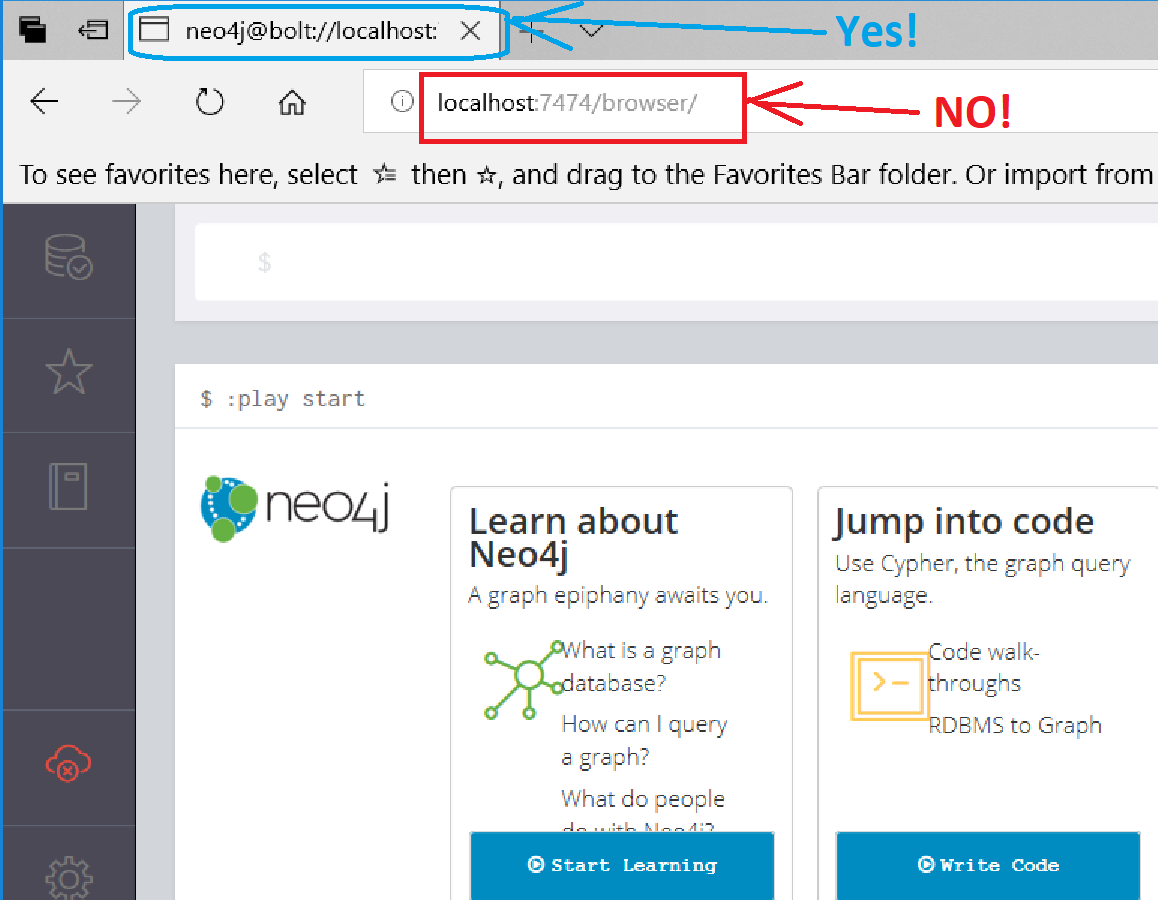 neo4j@bolt://localhost:
Yes!
localhost:7474/browser/
NO!
To see favorites here, select then , and drag to the Favorites Bar folder. Or import from
$
$ :play start
neo4j
Learn about
Neo4j
A graph epiphany awaits you.
What is a graph
database?
How can I query
a graph?
What do people
do with Neo4j?
Start Learning
Jump into code
Use Cypher, the graph query
language.
Code walk-
throughs
RDBMS to Graph
Write Code